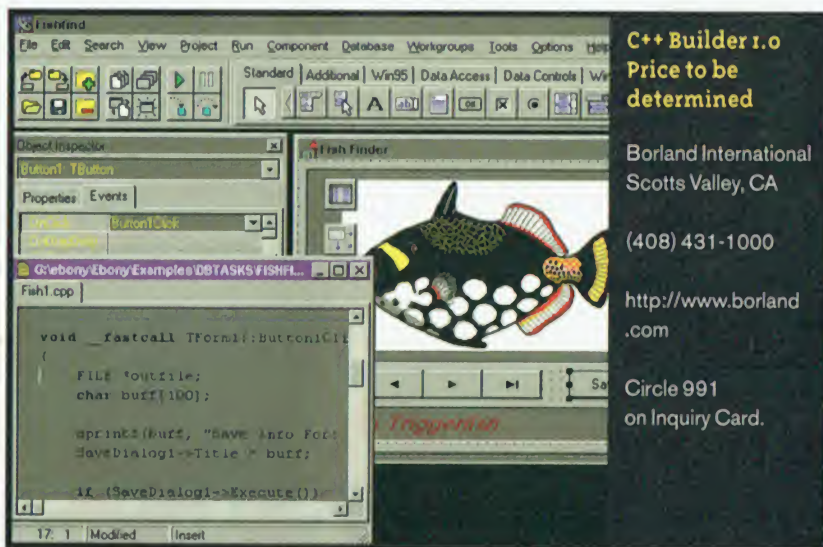 Fishfind
File Edit Search View Project Run Component Database Workgroups Tools Options Help
Standard Additional Win95 Data Access Data Controls
Object Inspector
Button1: TButton
Properties Events
OnClick Button1Click
Fish Finder
G:\ebony\Ebony\Examples\DBTASKS\FISHFI...
Fish1.cpp
void __fastcall TForm1::Button1Cli
{
FILE *outfile;
char buff[100];
sprintf(buff, "Save Info For:
SaveDialog1->Title = buff;
if (SaveDialog1->Execute())
17: 1 Modified Insert
Triggerfish
C++ Builder 1.0
Price to be
determined
Borland International
Scotts Valley, CA
(408) 431-1000
http://www.borland
.com
Circle 991
on Inquiry Card.